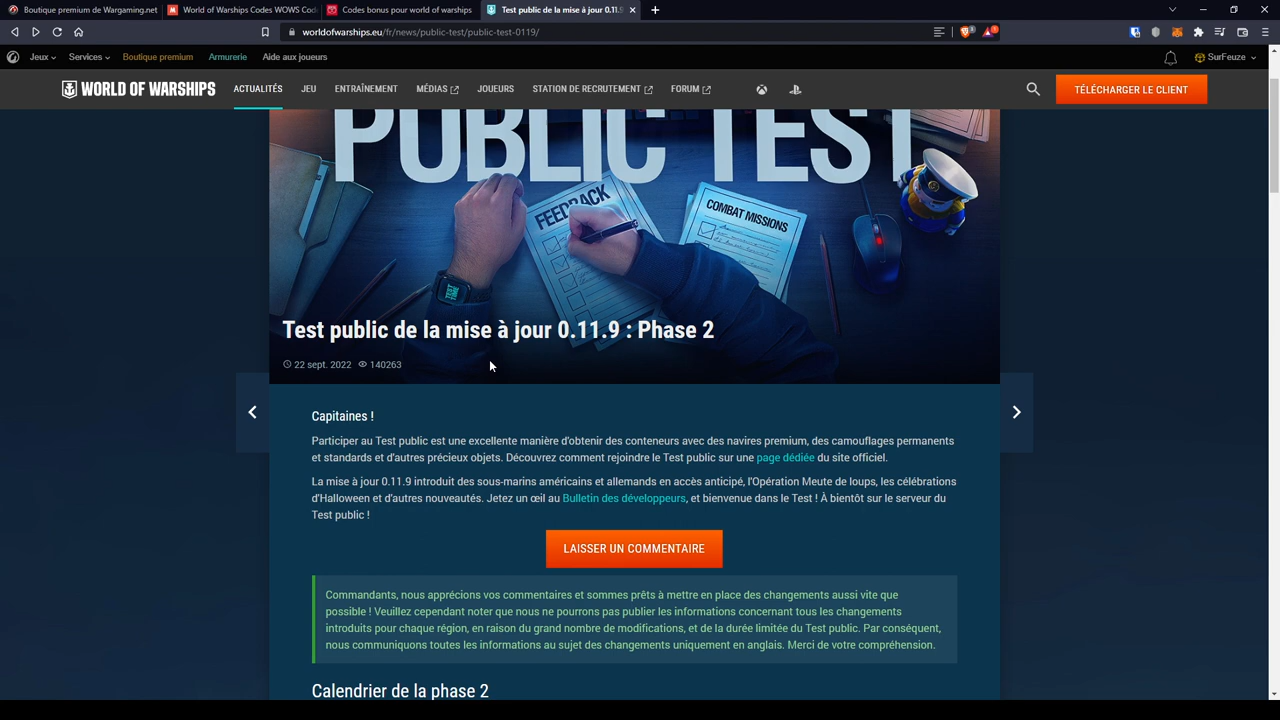 Boutique premium de Wargaming.net
World of Warships Codes WOWS Cod
Codes bonus pour world of warships
Test public de la mise à jour 0.11.9
worldofwarships.eu/fr/news/public-test/public-test-0119/
Jeux
Services
Boutique premium
Armurerie
Aide aux joueurs
SurFeuze
WORLD OF WARSHIPS
ACTUALITÉS
JEU
ENTRAÎNEMENT
MÉDIAS
JOUEURS
STATION DE RECRUTEMENT
FORUM
TÉLÉCHARGER LE CLIENT
PUBLIC TEST
FEEDBACK
COMBAT MISSIONS
TEST TIME
Test public de la mise à jour 0.11.9 : Phase 2
22 sept. 2022 140263
Capitaines !
Participer au Test public est une excellente manière d'obtenir des conteneurs avec des navires premium, des camouflages permanents
et standards et d'autres précieux objets. Découvrez comment rejoindre le Test public sur une page dédiée du site officiel.
La mise à jour 0.11.9 introduit des sous-marins américains et allemands en accès anticipé, l'Opération Meute de loups, les célébrations
d'Halloween et d'autres nouveautés. Jetez un œil au Bulletin des développeurs, et bienvenue dans le Test ! À bientôt sur le serveur du
Test public !
LAISSER UN COMMENTAIRE
Commandants, nous apprécions vos commentaires et sommes prêts à mettre en place des changements aussi vite que
possible ! Veuillez cependant noter que nous ne pourrons pas publier les informations concernant tous les changements
introduits pour chaque région, en raison du grand nombre de modifications, et de la durée limitée du Test public. Par conséquent,
nous communiquons toutes les informations au sujet des changements uniquement en anglais. Merci de votre compréhension.
Calendrier de la phase 2